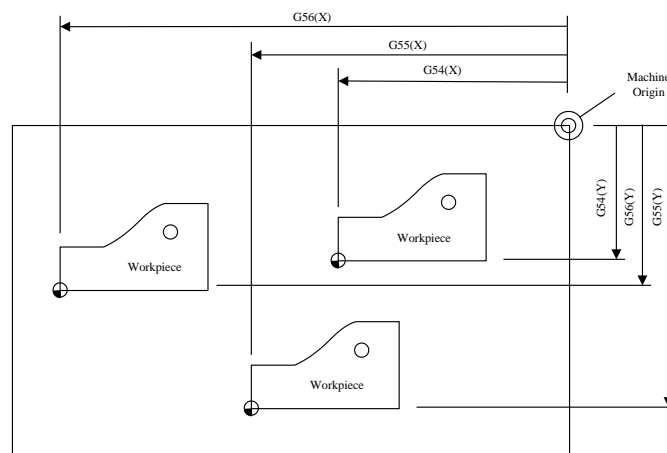 G56(X)
G55(X)
G54(X)
Machine
Origin
G54(Y)
G56(Y)
G55(Y)
Workpiece
Workpiece
Workpiece